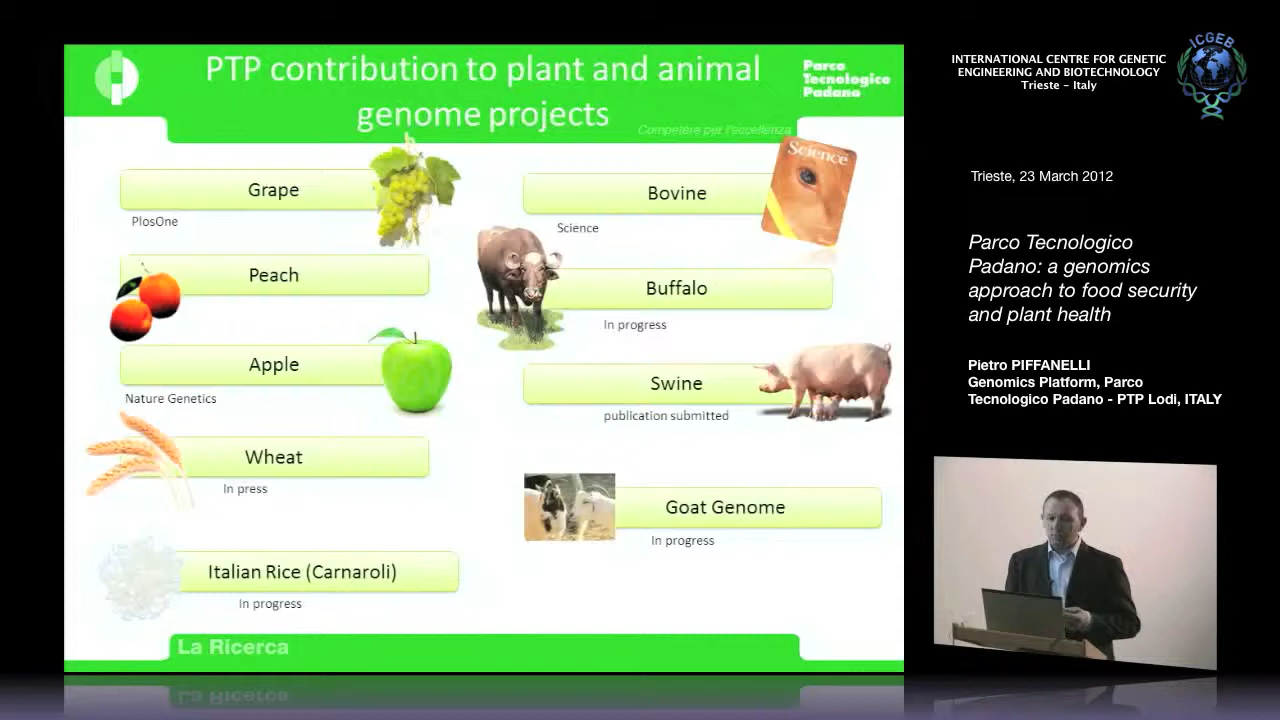 PTP contribution to plant and animal
genome projects
Parco
Tecnologico
Padano
Competere per l'eccellenza
Grape
PlosOne
Peach
Apple
Nature Genetics
Wheat
In press
Italian Rice (Carnaroli)
In progress
Science
Bovine
Science
Buffalo
In progress
Swine
publication submitted
Goat Genome
In progress
La Ricerca
INTERNATIONAL CENTRE FOR GENETIC
ENGINEERING AND BIOTECHNOLOGY
Trieste - Italy
ICGEB
Trieste, 23 March 2012
Parco Tecnologico
Padano: a genomics
approach to food security
and plant health
Pietro PIFFANELLI
Genomics Platform, Parco
Tecnologico Padano - PTP Lodi, ITALY